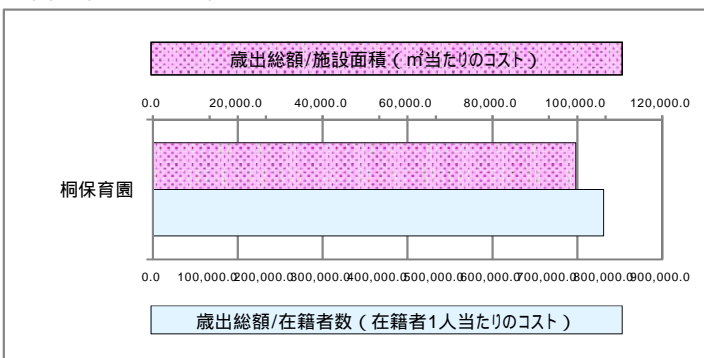 歳出総額/施設面積（㎡当たりのコスト）
0.0 20,000.0 40,000.0 60,000.0 80,000.0 100,000.0 120,000.0
桐保育園
0.0 100,000.0 200,000.0 300,000.0 400,000.0 500,000.0 600,000.0 700,000.0 800,000.0 900,000.0
歳出総額/在籍者数（在籍者1人当たりのコスト）